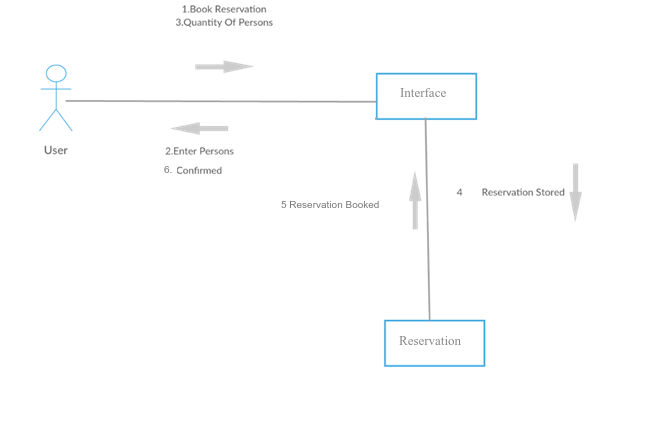 1.Book Reservation
3.Quantity Of Persons
Interface
User
2.Enter Persons
6. Confirmed
5 Reservation Booked
4 Reservation Stored
Reservation